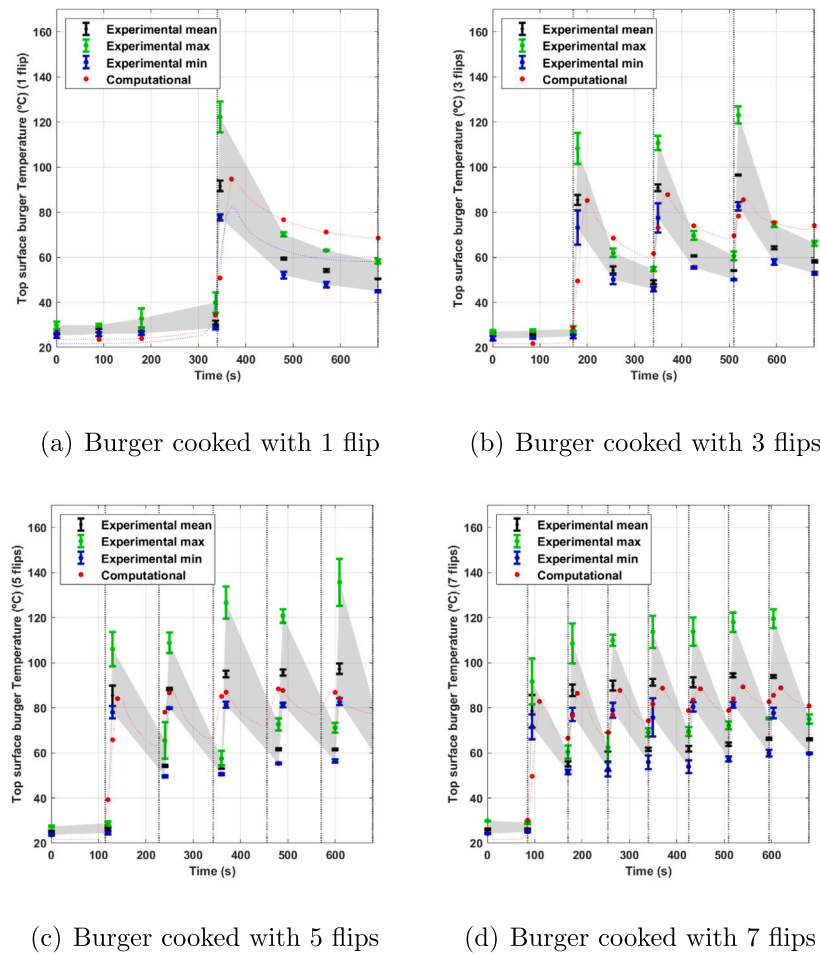 160
140
120
100
80
60
40
20
Top surface burger Temperature (ºC) (1 flip)
Experimental mean
Experimental max
Experimental min
Computational
0 100 200 300 400 500 600
Time (s)
(a) Burger cooked with 1 flip
160
140
120
100
80
60
40
20
Top surface burger Temperature (ºC) (3 flips)
Experimental mean
Experimental max
Experimental min
Computational
0 100 200 300 400 500 600
Time (s)
(b) Burger cooked with 3 flips
160
140
120
100
80
60
40
20
Top surface burger Temperature (ºC) (5 flips)
Experimental mean
Experimental max
Experimental min
Computational
0 100 200 300 400 500 600
Time (s)
(c) Burger cooked with 5 flips
160
140
120
100
80
60
40
20
Top surface burger Temperature (ºC) (7 flips)
Experimental mean
Experimental max
Experimental min
Computational
0 100 200 300 400 500 600
Time (s)
(d) Burger cooked with 7 flips